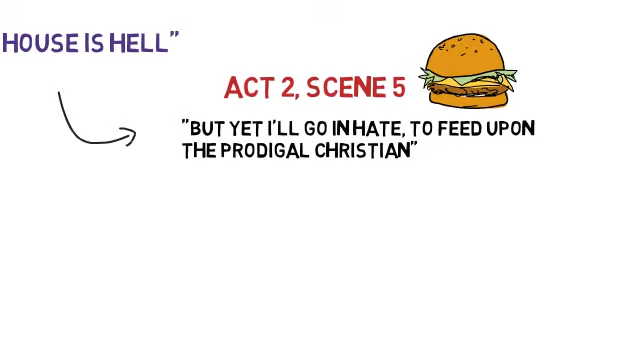 HOUSE IS HELL”
ACT 2, SCENE 5
”BUT YET I'LL GO IN HATE, TO FEED UPON
THE PRODIGAL CHRISTIAN”